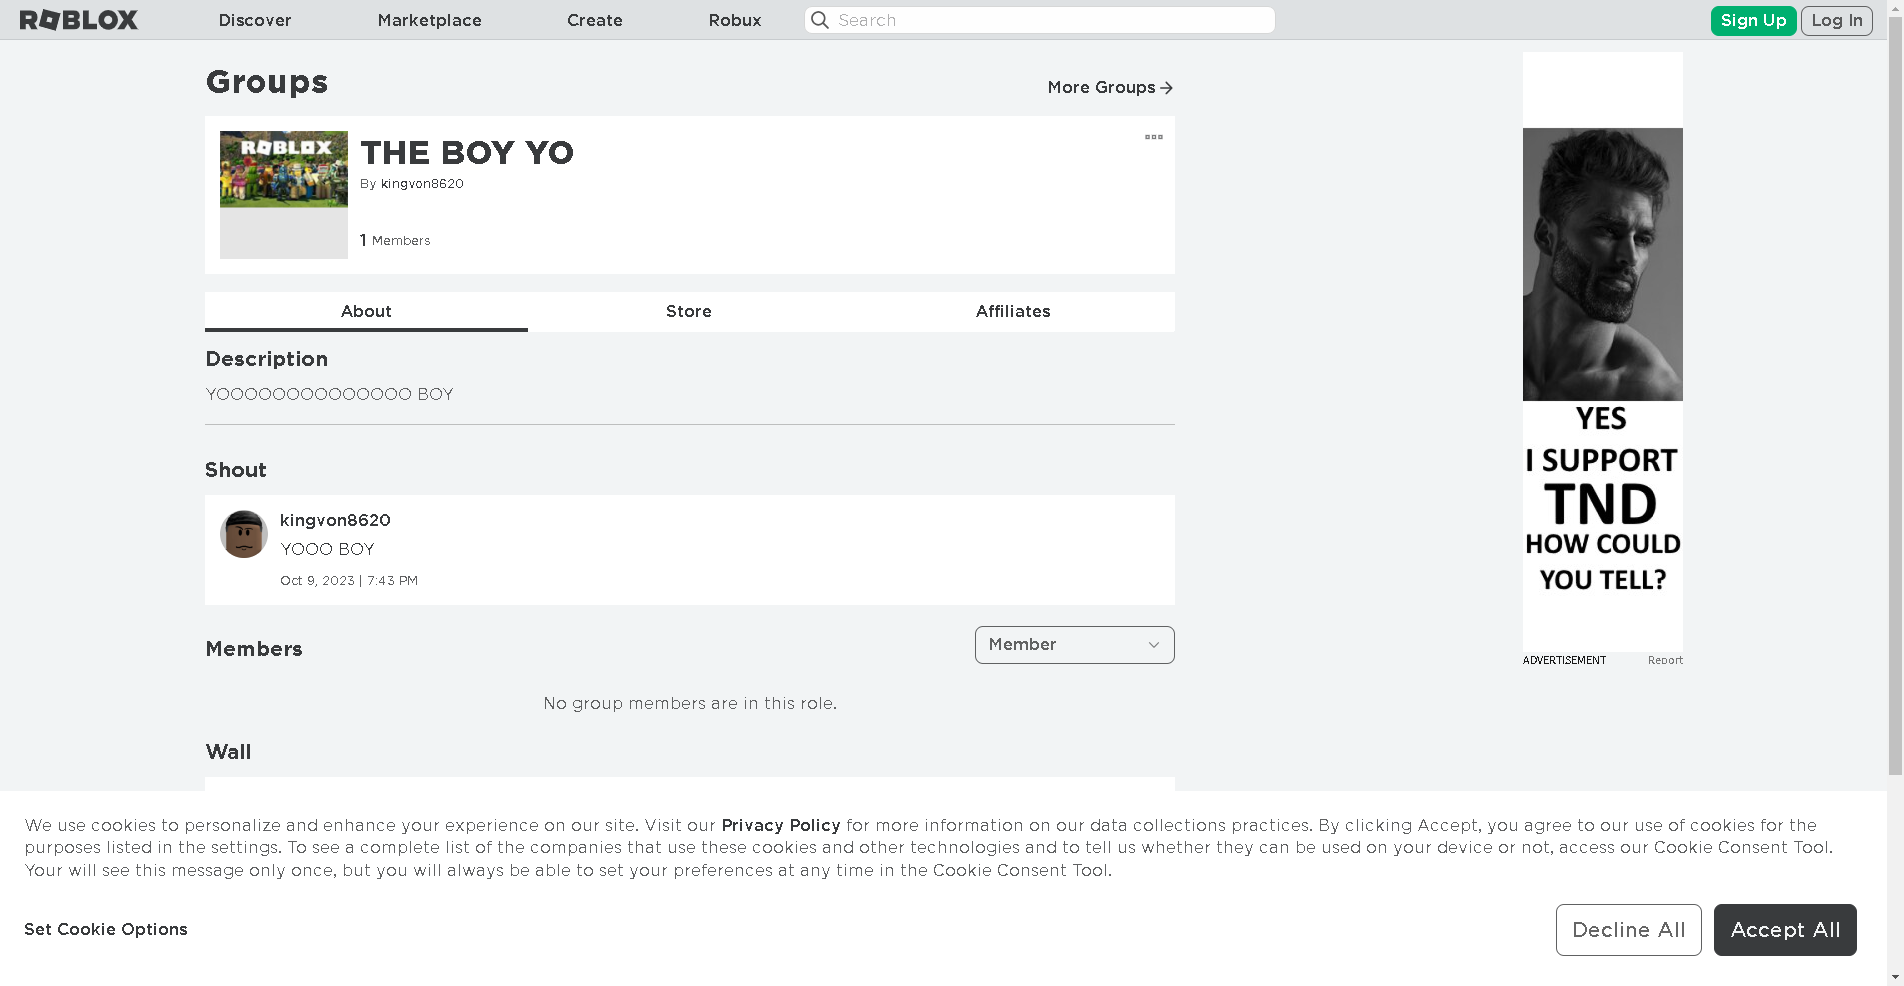 ROBLOX
Discover
Marketplace
Create
Robux
Search
Sign Up
Log In
Groups
More Groups
ROBLOX
THE BOY YO
By kingvon8620
1 Members
About
Store
Affiliates
Description
YOOOOOOOOOOOOOO BOY
Shout
kingvon8620
YOOO BOY
Oct 9, 2023 | 7:43 PM
Members
Member
No group members are in this role.
Wall
YES
I SUPPORT
TND
HOW COULD
YOU TELL?
ADVERTISEMENT
Report
We use cookies to personalize and enhance your experience on our site. Visit our Privacy Policy for more information on our data collections practices. By clicking Accept, you agree to our use of cookies for the
purposes listed in the settings. To see a complete list of the companies that use these cookies and other technologies and to tell us whether they can be used on your device or not, access our Cookie Consent Tool.
Your will see this message only once, but you will always be able to set your preferences at any time in the Cookie Consent Tool.
Set Cookie Options
Decline All
Accept All